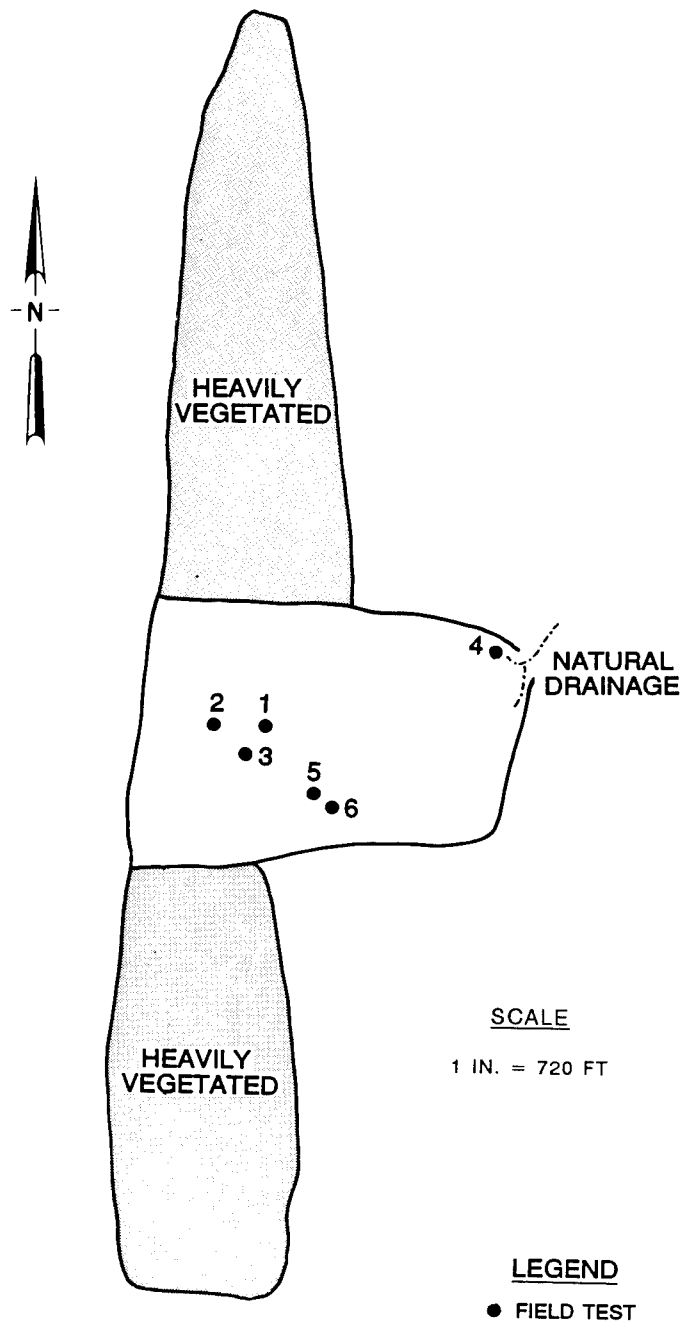 -N-
HEAVILY
VEGETATED
4
NATURAL
DRAINAGE
2 1
3
5
6
SCALE
1 IN. = 720 FT
HEAVILY
VEGETATED
LEGEND
● FIELD TEST